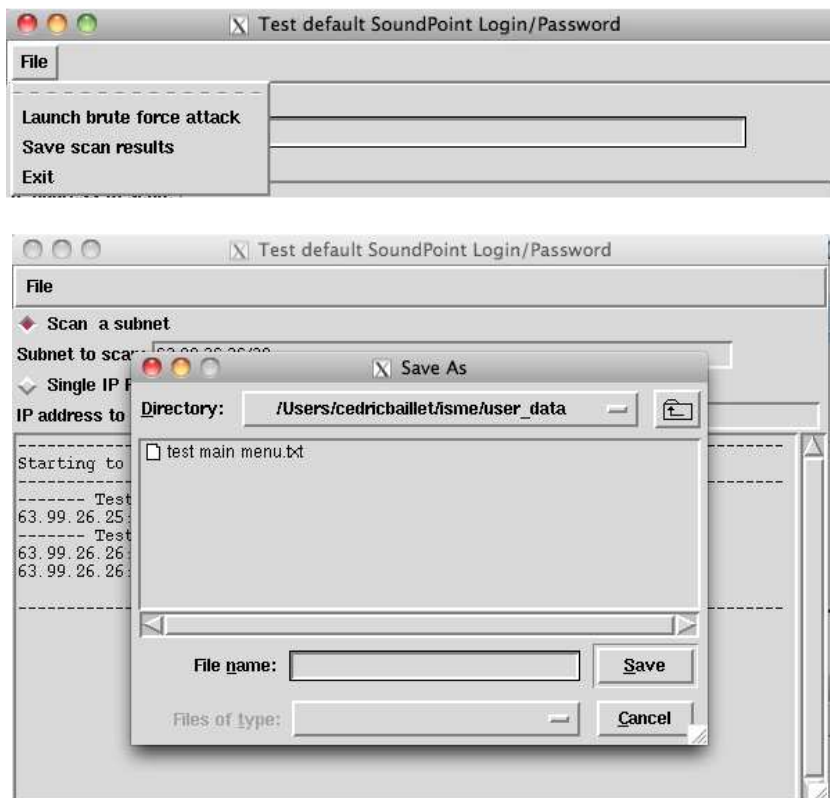 Test default SoundPoint Login/Password
File
Launch brute force attack
Save scan results
Exit
Test default SoundPoint Login/Password
File
Scan a subnet
Subnet to scan
Single IP
IP address to
Save As
Directory: /Users/cedricbaillet/isme/user_data
test main menu.txt
Starting to
------- Test
63.99.26.25:
------- Test
63.99.26.26:
63.99.26.26:
File name:
Save
Files of type:
Cancel